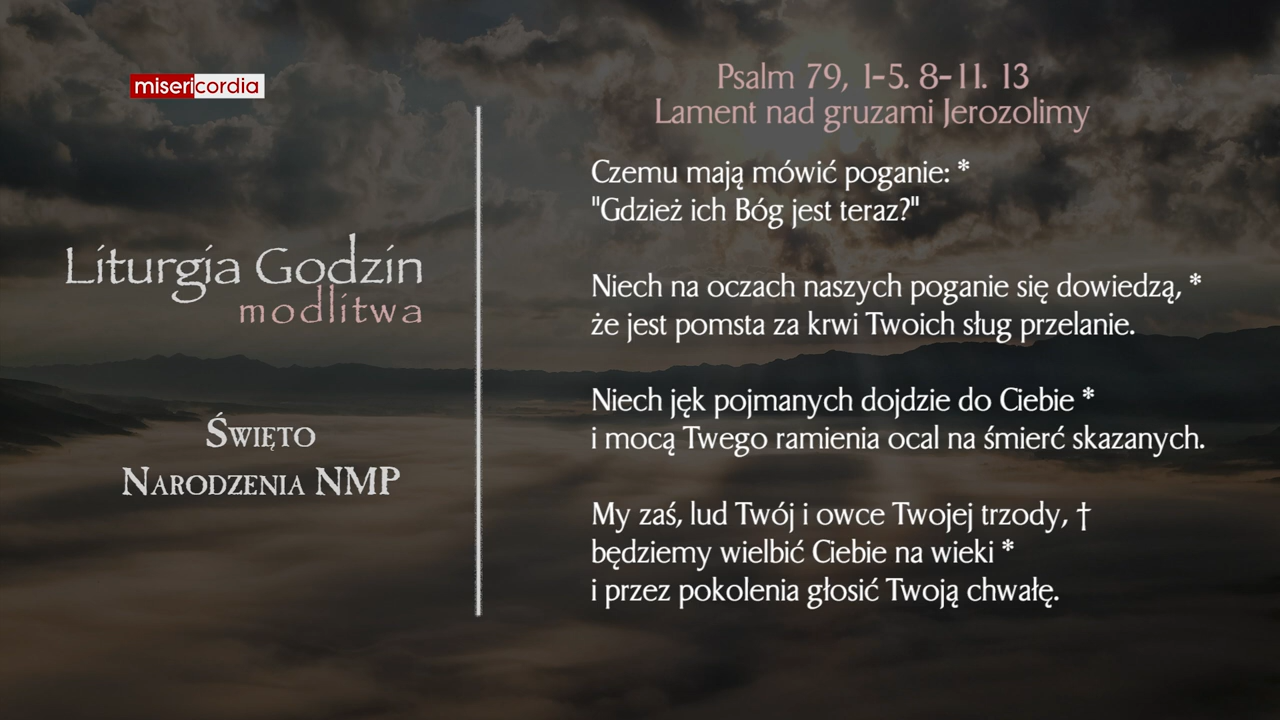 misericordia
Liturgia Godzin
modlitwa
Święto
Narodzenia NMP
Psalm 79, 1-5. 8-11. 13
Lament nad gruzami Jerozolimy
Czemu mają mówić poganie: *
"Gdzież ich Bóg jest teraz?"
Niech na oczach naszych poganie się dowiedzą, *
że jest pomsta za krwi Twoich sług przelanie.
Niech jęk pojmanych dojdzie do Ciebie *
i mocą Twego ramienia ocal na śmierć skazanych.
My zaś, lud Twój i owce Twojej trzody, †
będziemy wielbić Ciebie na wieki *
i przez pokolenia głosić Twoją chwałę.